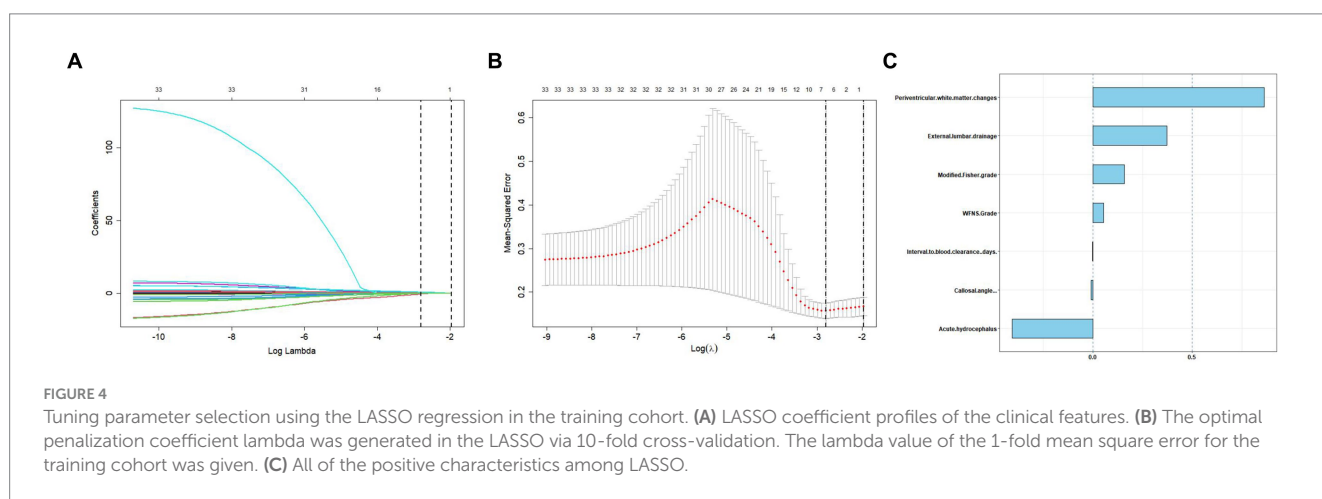 A
33 33 31 16 1
Coefficients
100
50
0
-10 -8 -6 -4 -2
Log Lambda
B
33 33 33 33 33 33 32 32 32 32 32 31 31 30 27 26 24 21 19 15 12 10 7 6 2 1
Mean-Squared Error
0.6
0.5
0.4
0.3
0.2
-9 -8 -7 -6 -5 -4 -3 -2
Log(λ)
C
Periventricular.white.matter.changes
External.lumbar.drainage
Modified.Fisher.grade
WFNS.Grade
Interval.to.blood.clearance..days.
Callosal.angle...
Acute.hydrocephalus
0.0 0.5
FIGURE 4
Tuning parameter selection using the LASSO regression in the training cohort. (A) LASSO coefficient profiles of the clinical features. (B) The optimal
penalization coefficient lambda was generated in the LASSO via 10-fold cross-validation. The lambda value of the 1-fold mean square error for the
training cohort was given. (C) All of the positive characteristics among LASSO.